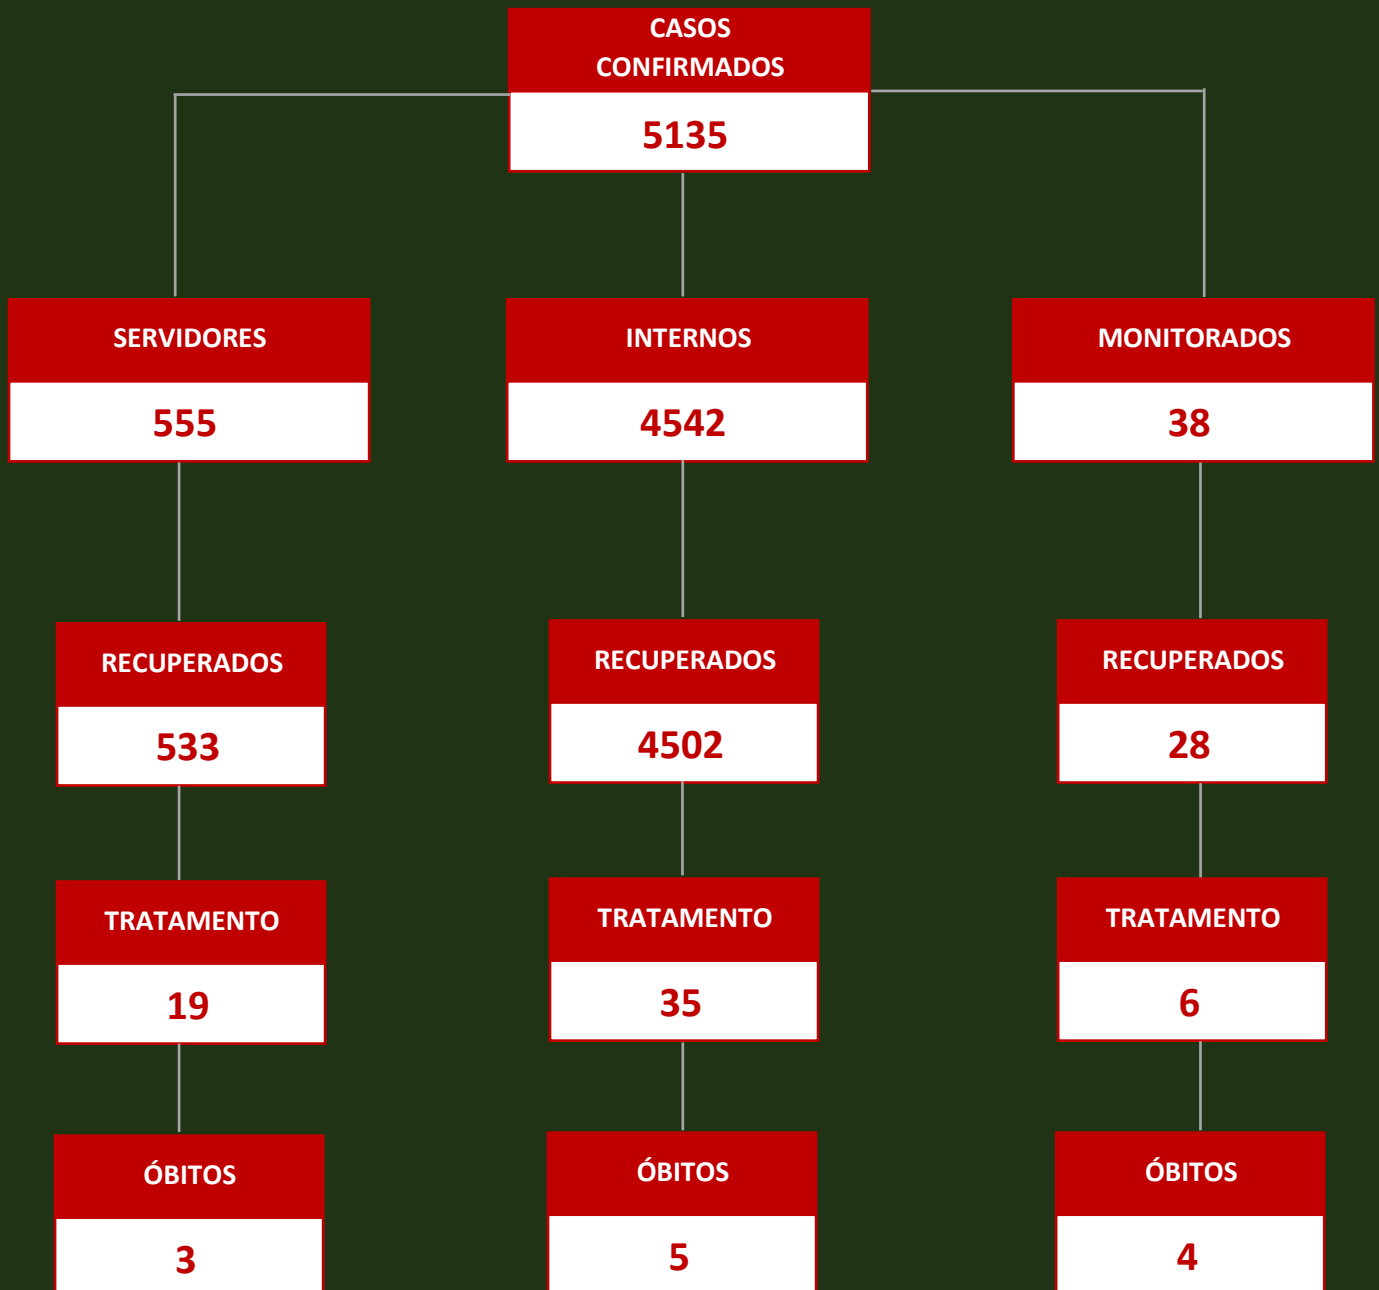 CASOS
CONFIRMADOS
5135
SERVIDORES
555
INTERNOS
4542
MONITORADOS
38
RECUPERADOS
533
RECUPERADOS
4502
RECUPERADOS
28
TRATAMENTO
19
TRATAMENTO
35
TRATAMENTO
6
ÓBITOS
3
ÓBITOS
5
ÓBITOS
4